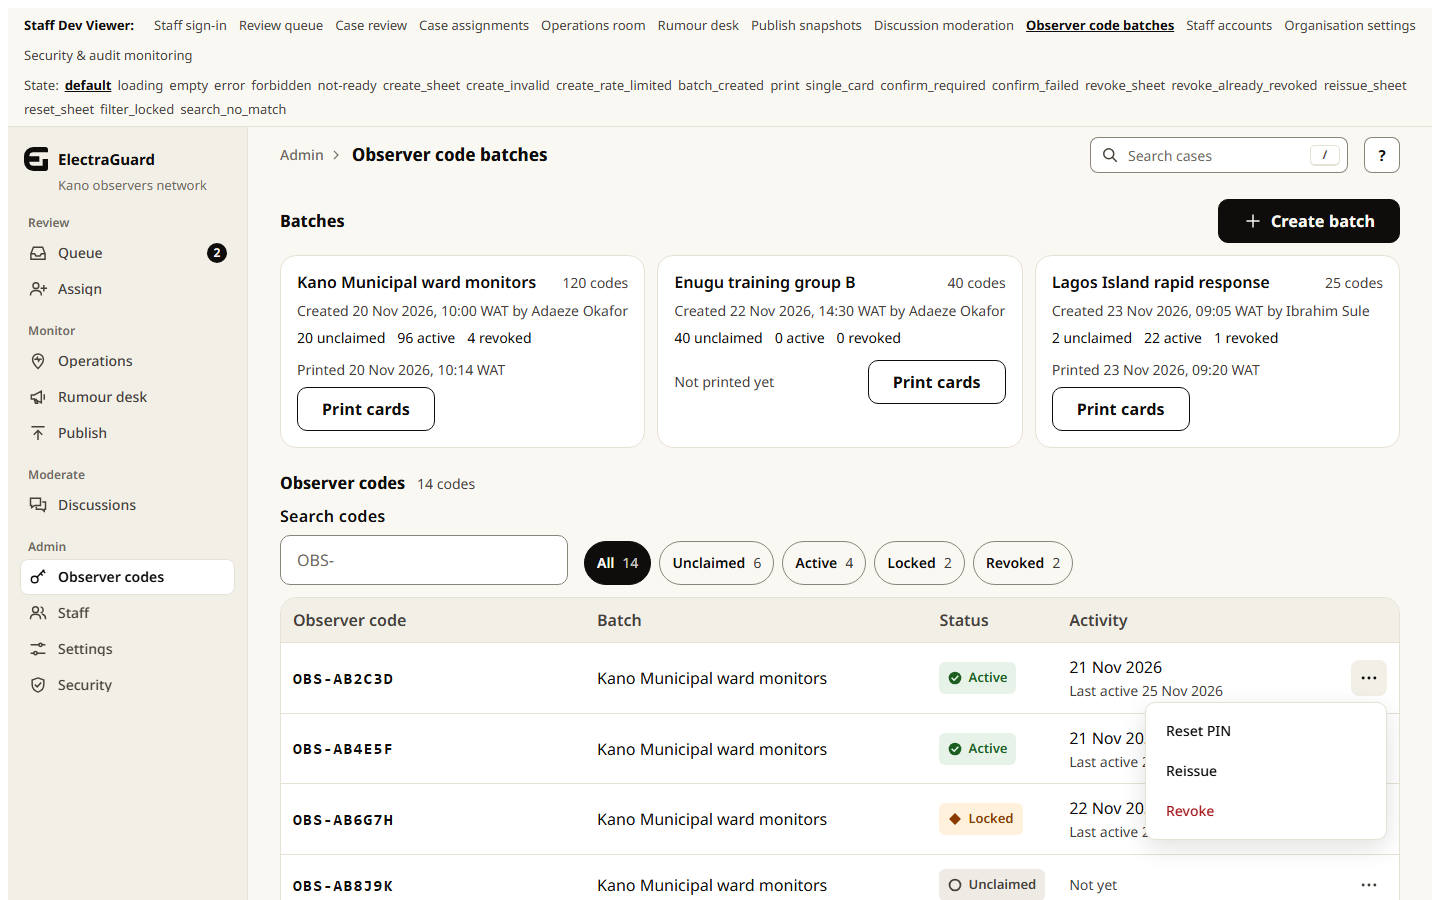 Staff Dev Viewer: Staff sign-in Review queue Case review Case assignments Operations room Rumour desk Publish snapshots Discussion moderation Observer code batches Staff accounts Organisation settings
Security & audit monitoring
State: default loading empty error forbidden not-ready create_sheet create_invalid create_rate_limited batch_created print single_card confirm_required confirm_failed revoke_sheet revoke_already_revoked reissue_sheet
reset_sheet filter_locked search_no_match
ElectraGuard
Kano observers network
Review
Queue 2
Assign
Monitor
Operations
Rumour desk
Publish
Moderate
Discussions
Admin
Observer codes
Staff
Settings
Security
Admin Observer code batches
Search cases /
?
Batches
Create batch
Kano Municipal ward monitors 120 codes
Created 20 Nov 2026, 10:00 WAT by Adaeze Okafor
20 unclaimed 96 active 4 revoked
Printed 20 Nov 2026, 10:14 WAT
Print cards
Enugu training group B 40 codes
Created 22 Nov 2026, 14:30 WAT by Adaeze Okafor
40 unclaimed 0 active 0 revoked
Not printed yet
Print cards
Lagos Island rapid response 25 codes
Created 23 Nov 2026, 09:05 WAT by Ibrahim Sule
2 unclaimed 22 active 1 revoked
Printed 23 Nov 2026, 09:20 WAT
Print cards
Observer codes 14 codes
Search codes
OBS-
All 14 Unclaimed 6 Active 4 Locked 2 Revoked 2
Observer code Batch Status Activity
OBS-AB2C3D Kano Municipal ward monitors Active 21 Nov 2026
Last active 25 Nov 2026
OBS-AB4E5F Kano Municipal ward monitors Active 21 Nov 20
Last active 2
OBS-AB6G7H Kano Municipal ward monitors Locked 22 Nov 20
Last active 2
OBS-AB8J9K Kano Municipal ward monitors Unclaimed Not yet
Reset PIN
Reissue
Revoke